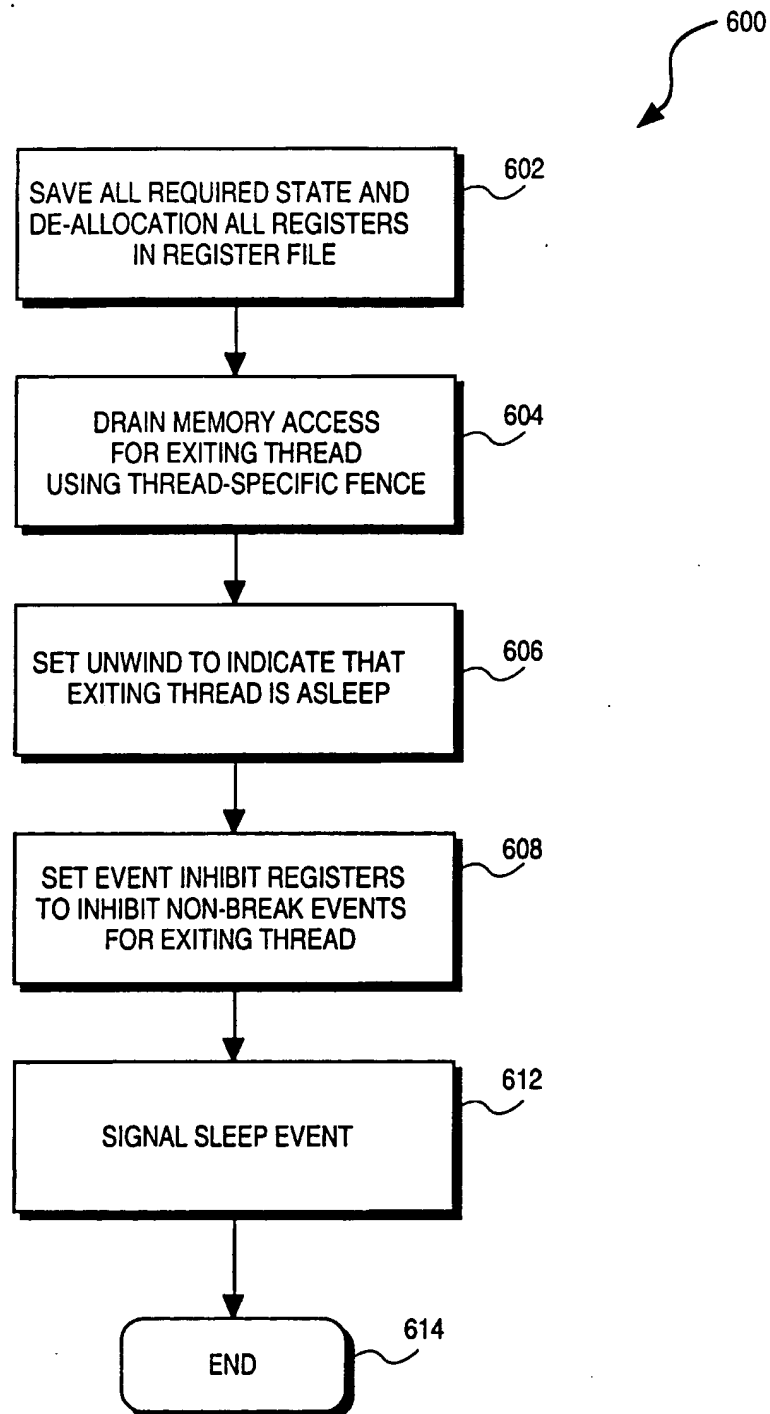 600
SAVE ALL REQUIRED STATE AND
DE-ALLOCATION ALL REGISTERS
IN REGISTER FILE
602
DRAIN MEMORY ACCESS
FOR EXITING THREAD
USING THREAD-SPECIFIC FENCE
604
SET UNWIND TO INDICATE THAT
EXITING THREAD IS ASLEEP
606
SET EVENT INHIBIT REGISTERS
TO INHIBIT NON-BREAK EVENTS
FOR EXITING THREAD
608
SIGNAL SLEEP EVENT
612
END
614